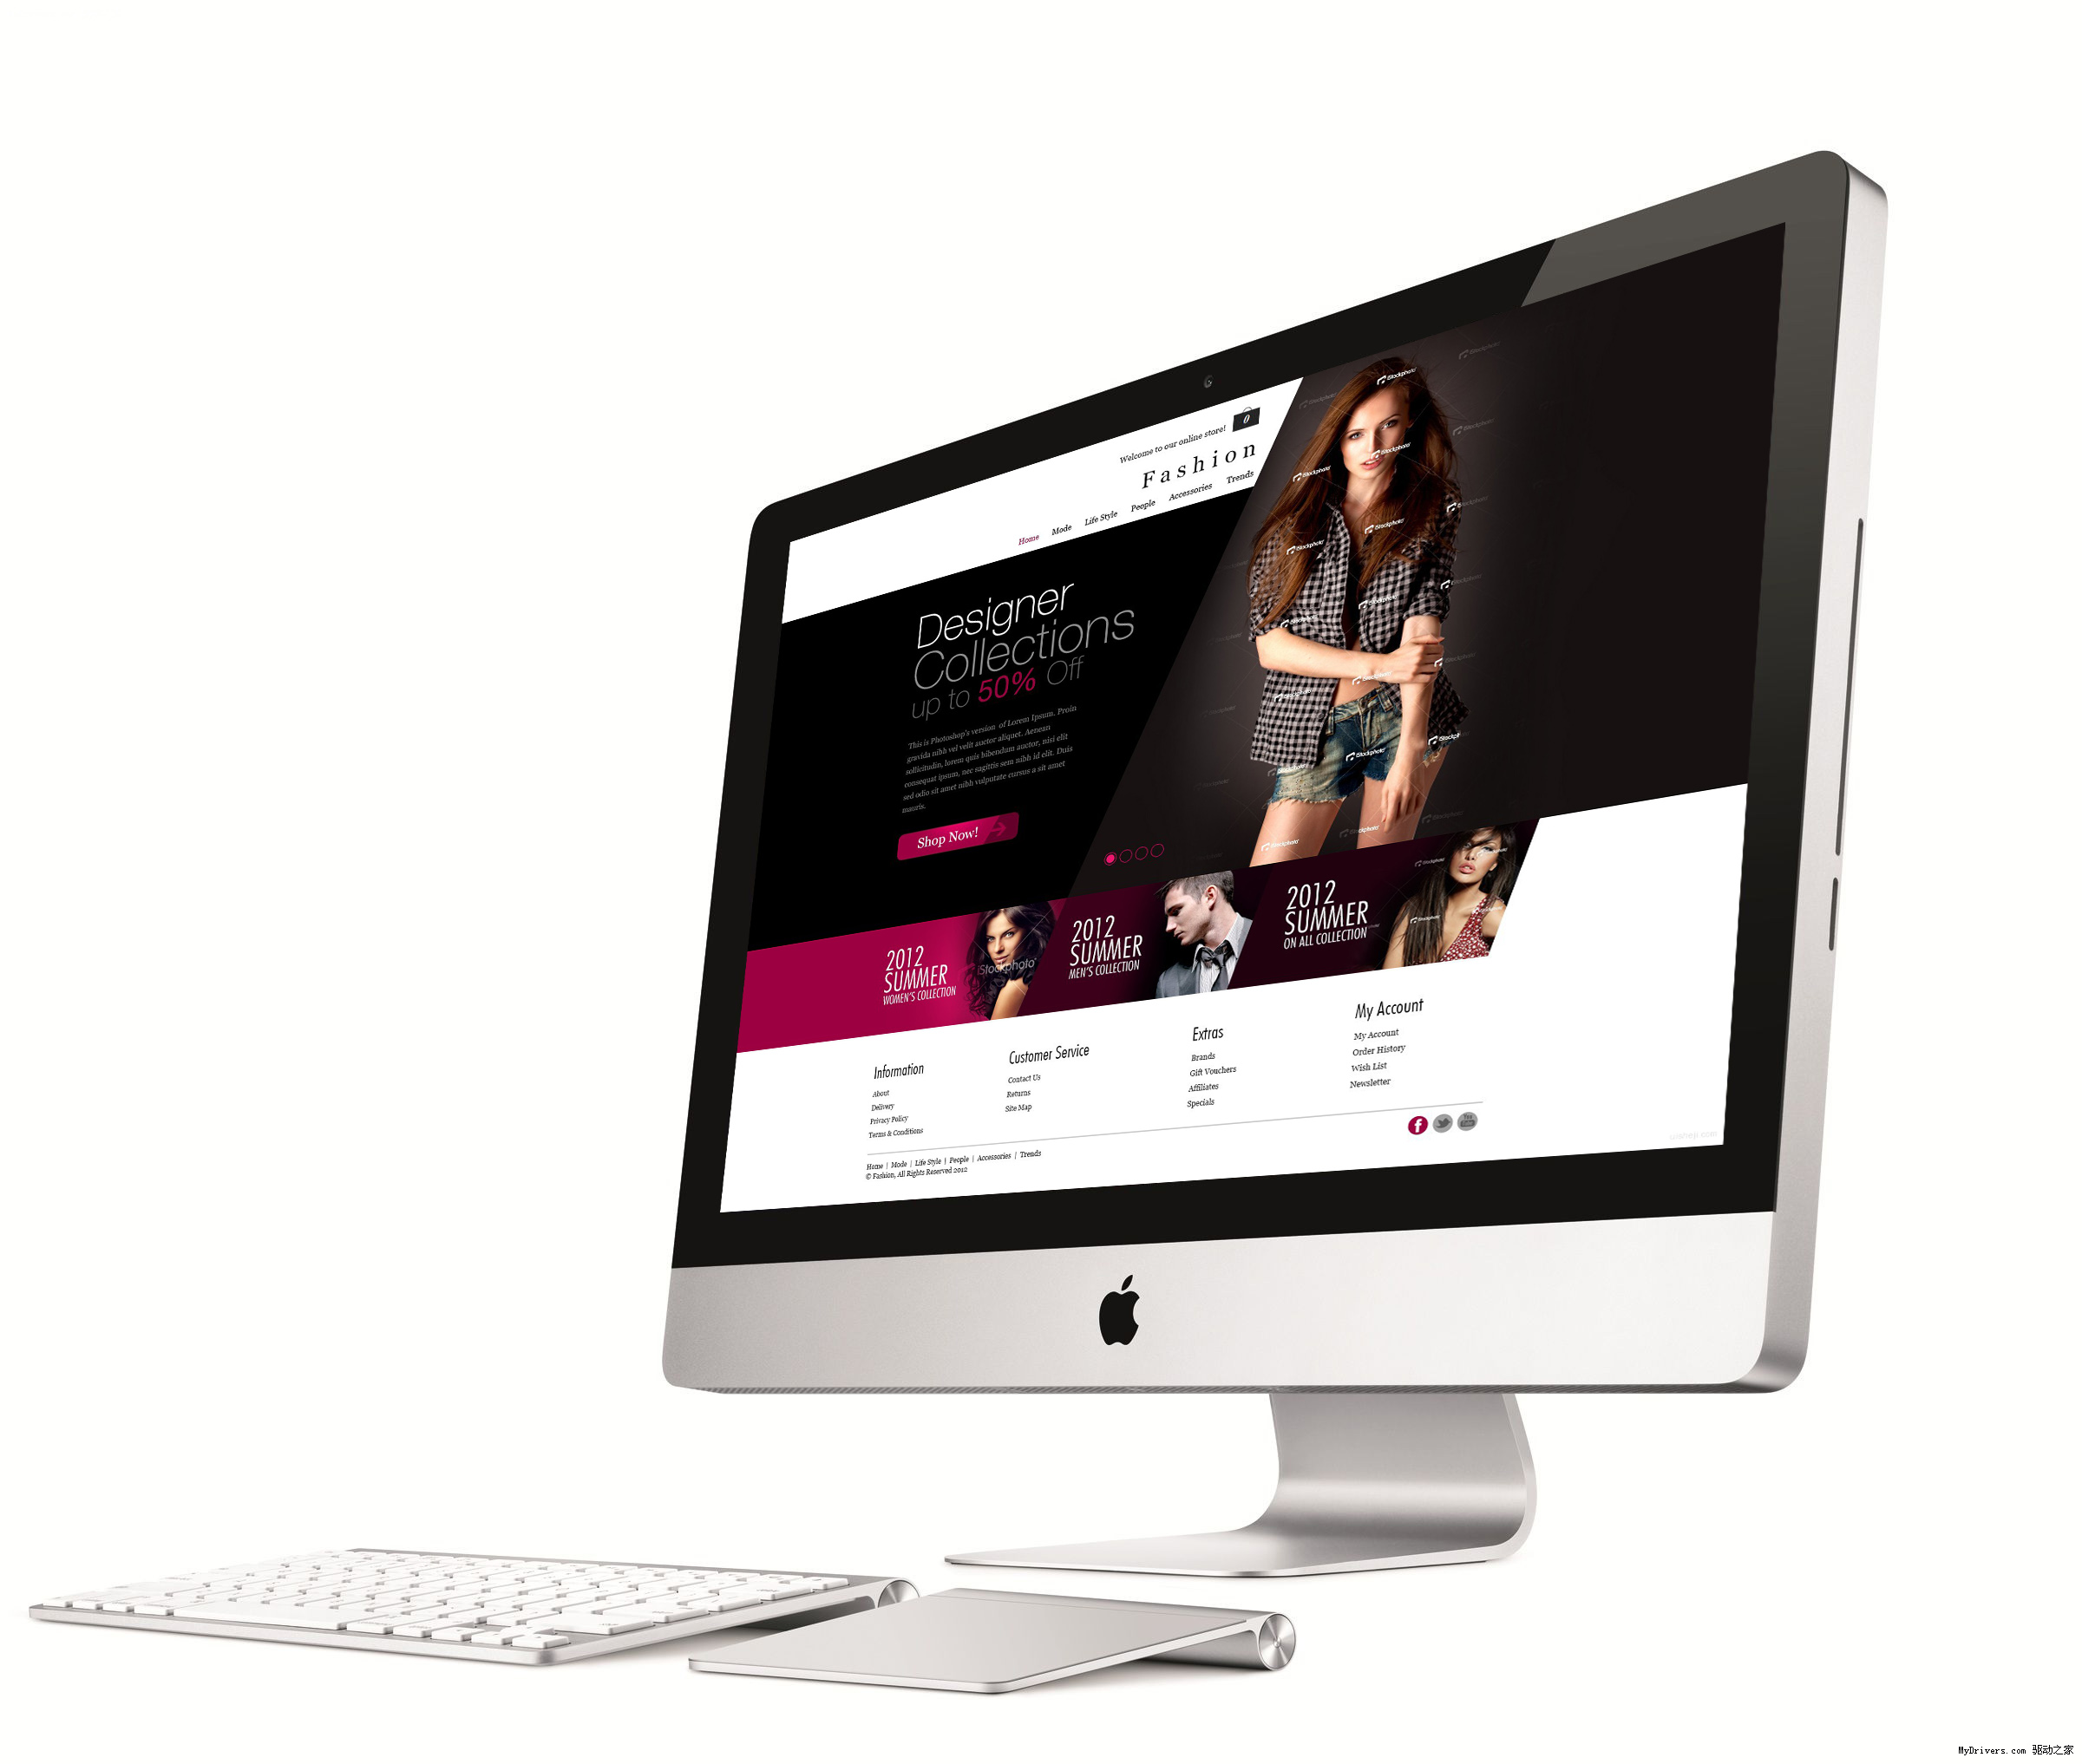 Welcome to our online store! 0
Fashion
Home Mode Life Style People Accessories Trends
Designer
Collections
up to 50% Off
This is Photoshop's version of Lorem Ipsum. Proin
gravida nibh vel velit auctor aliquet. Aenean
sollicitudin, lorem quis bibendum auctor, nisi elit
consequat ipsum, nec sagittis sem nibh id elit. Duis
sed odio sit amet nibh vulputate cursus a sit amet
mauris.
Shop Now!
iStockphoto
2012
SUMMER
WOMEN'S COLLECTION
iStockphoto
2012
SUMMER
MEN'S COLLECTION
2012
SUMMER
ON ALL COLLECTION
iStockphoto
Information
About
Delivery
Privacy Policy
Terms & Conditions
Customer Service
Contact Us
Returns
Site Map
Extras
Brands
Gift Vouchers
Affiliates
Specials
My Account
My Account
Order History
Wish List
Newsletter
Home | Mode | Life Style | People | Accessories | Trends
© Fashion, All Rights Reserved 2012
You Tube
MyDrivers.com 驱动之家